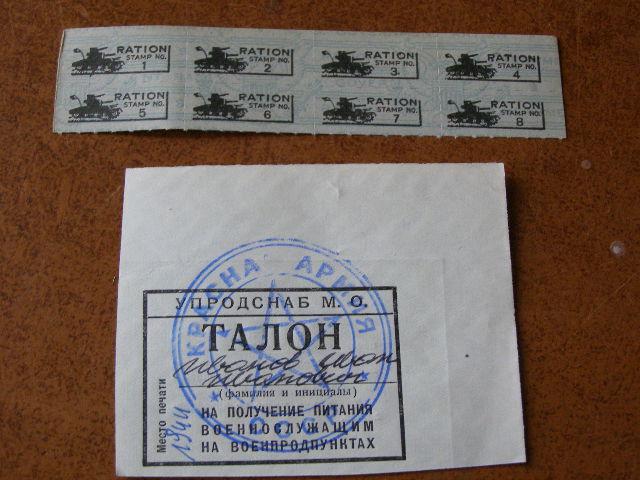 RATION
STAMP NO.
1
RATION
STAMP NO.
2
RATION
STAMP NO.
3
RATION
STAMP NO.
4
RATION
STAMP NO.
5
RATION
STAMP NO.
6
RATION
STAMP NO.
7
RATION
STAMP NO.
8
КРАСНА АРМИЯ
УПРОДСНАБ М. О.
ТАЛОН
Иванов Иван
Иванович
(фамилия и инициалы)
НА ПОЛУЧЕНИЕ ПИТАНИЯ
ВОЕННОСЛУЖАЩИМ
НА ВОЕНПРОДПУНКТАХ
Место печати
1944